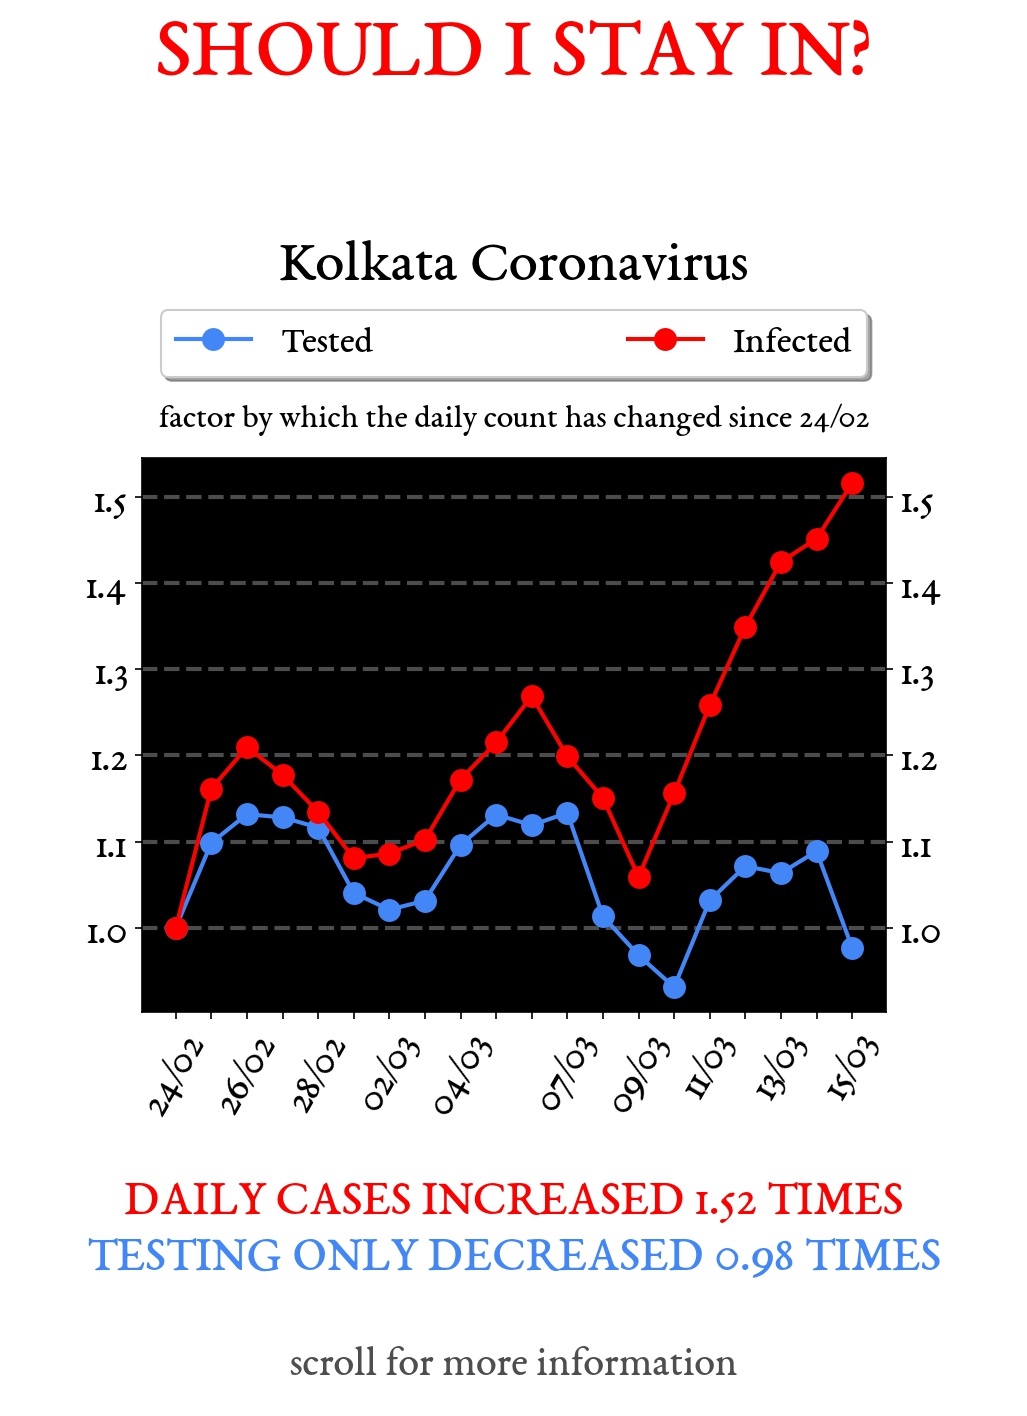 SHOULD I STAY IN?
Kolkata Coronavirus
Tested Infected
factor by which the daily count has changed since 24/02
1.5 1.5
1.4 1.4
1.3 1.3
1.2 1.2
1.1 1.1
1.0 1.0
24/02 26/02 28/02 02/03 04/03 07/03 09/03 11/03 13/03 15/03
DAILY CASES INCREASED 1.52 TIMES
TESTING ONLY DECREASED 0.98 TIMES
scroll for more information